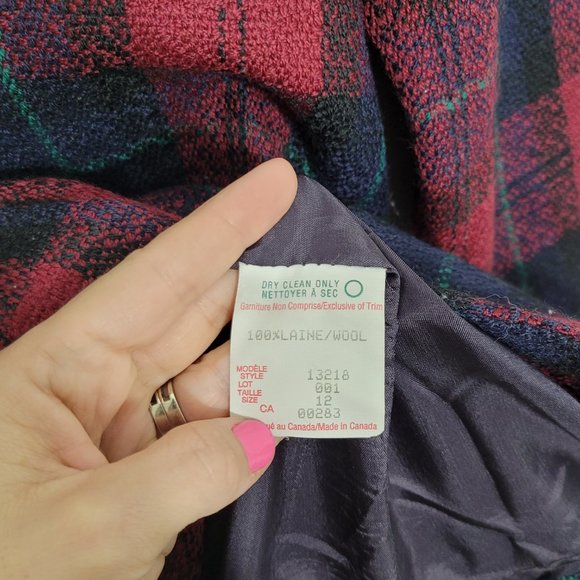 DRY CLEAN ONLY
NETTOYER À SEC
Garniture Non Comprise/Exclusive of Trim
100%LAINE/WOOL
MODÈLE
STYLE 13218
LOT 001
TAILLE
SIZE 12
CA 00283
au Canada/Made in Canada